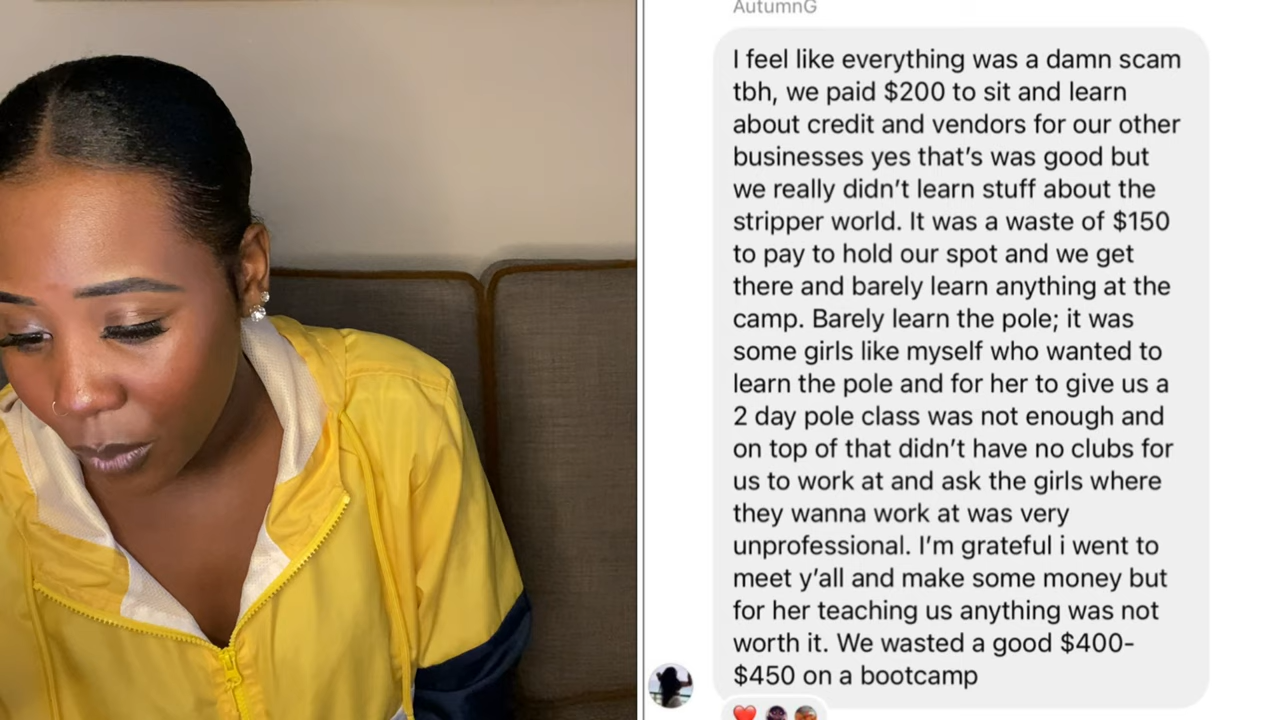 AutumnG
I feel like everything was a damn scam
tbh, we paid $200 to sit and learn
about credit and vendors for our other
businesses yes that's was good but
we really didn't learn stuff about the
stripper world. It was a waste of $150
to pay to hold our spot and we get
there and barely learn anything at the
camp. Barely learn the pole; it was
some girls like myself who wanted to
learn the pole and for her to give us a
2 day pole class was not enough and
on top of that didn't have no clubs for
us to work at and ask the girls where
they wanna work at was very
unprofessional. I'm grateful i went to
meet y'all and make some money but
for her teaching us anything was not
worth it. We wasted a good $400-
$450 on a bootcamp